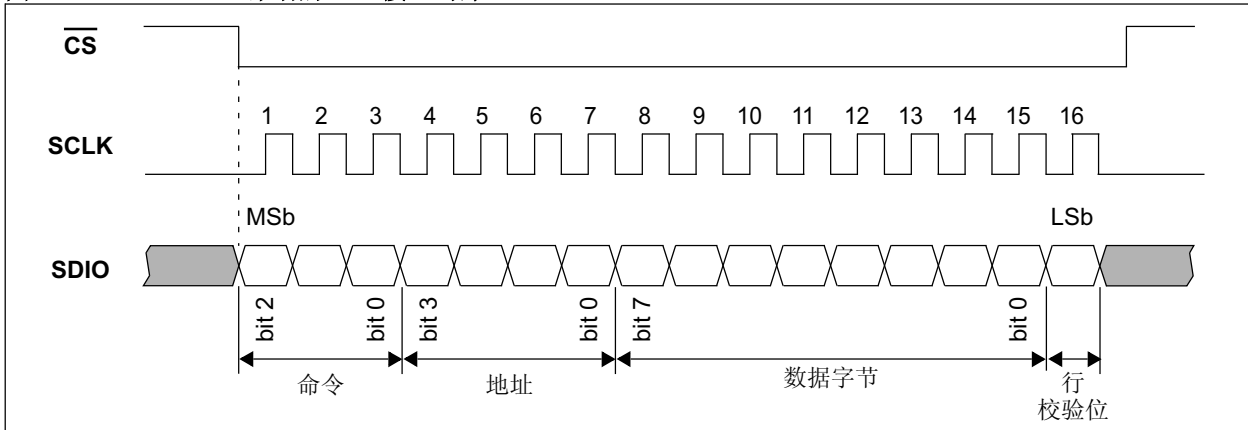 CS
1 2 3 4 5 6 7 8 9 10 11 12 13 14 15 16
SCLK
MSb LSb
SDIO
bit 2 bit 0 bit 3 bit 0 bit 7 bit 0
命令 地址 数据字节 行
校验位